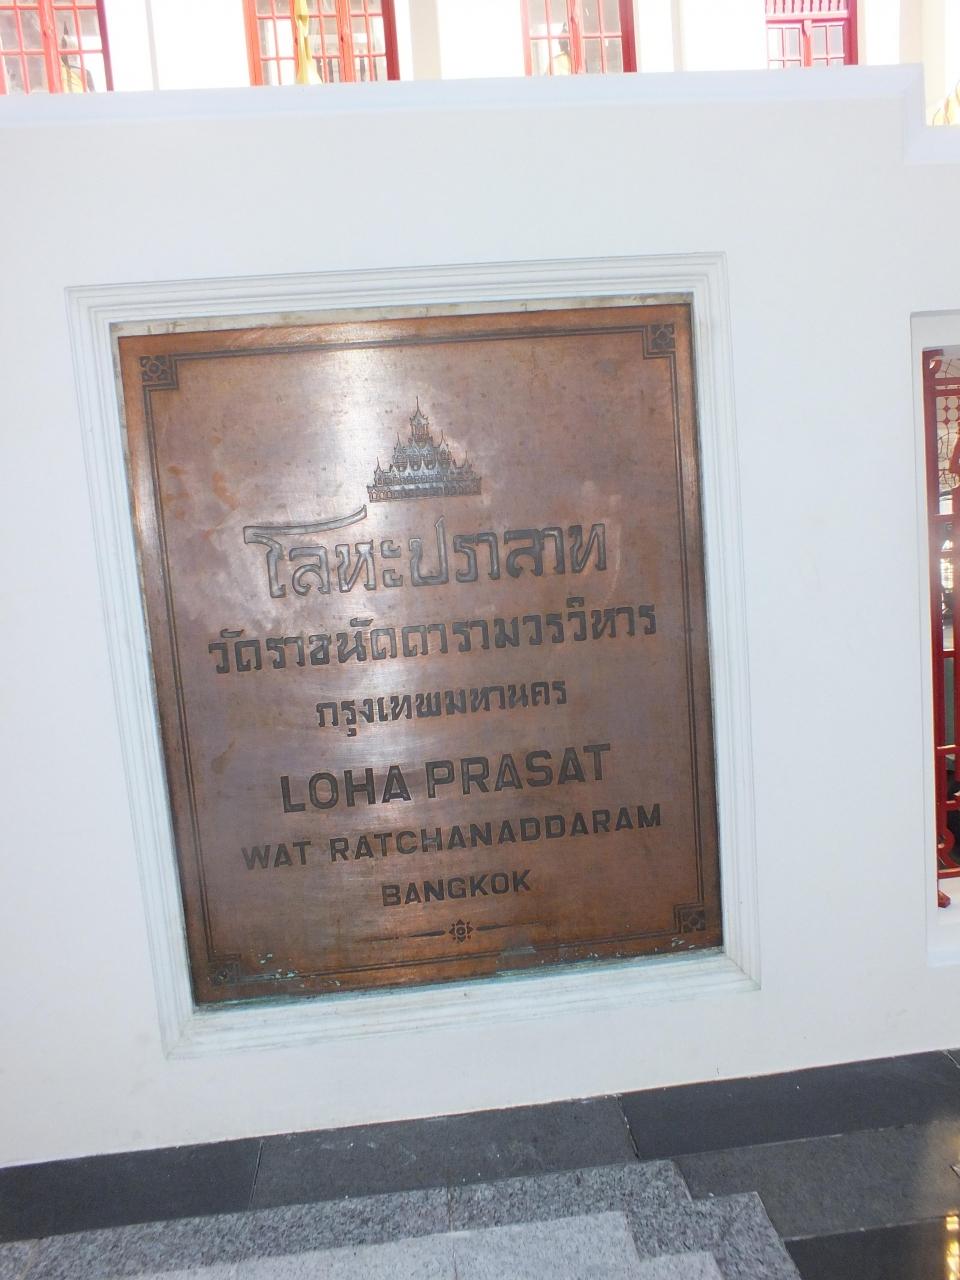 โลหะปราสาท
วัดราชนัดดารามวรวิหาร
กรุงเทพมหานคร
LOHA PRASAT
WAT RATCHANADDARAM
BANGKOK